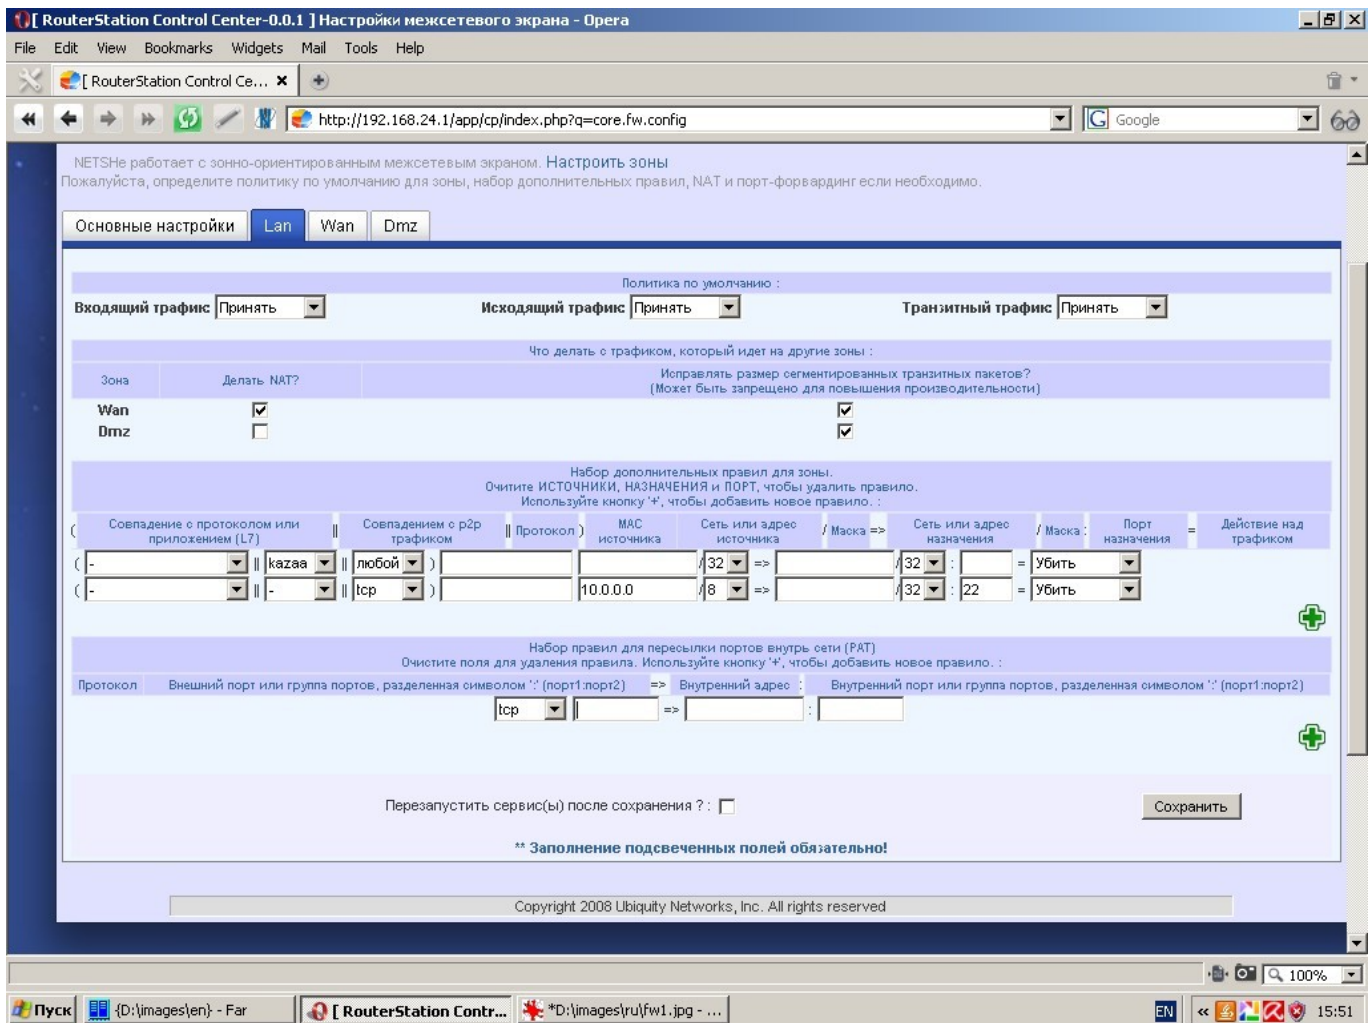 [ RouterStation Control Center-0.0.1 ] Настройки межсетевого экрана - Opera
File Edit View Bookmarks Widgets Mail Tools Help
[ RouterStation Control Ce...
http://192.168.24.1/app/cp/index.php?q=core.fw.config Google
NETSHe работает с зонно-ориентированным межсетевым экраном. Настроить зоны
Пожалуйста, определите политику по умолчанию для зоны, набор дополнительных правил, NAT и порт-форвардинг если необходимо.
Основные настройки Lan Wan Dmz
Политика по умолчанию :
Входящий трафик: Принять Исходящий трафик: Принять Транзитный трафик: Принять
Что делать с трафиком, который идет на другие зоны :
Зона Делать NAT? Исправлять размер сегментированных транзитных пакетов?
(Может быть запрещено для повышения производительности)
Wan
Dmz
Набор дополнительных правил для зоны.
Очитите ИСТОЧНИКИ, НАЗНАЧЕНИЯ и ПОРТ, чтобы удалить правило.
Используйте кнопку '+', чтобы добавить новое правило. :
( Совпадение с протоколом или приложением (L7) || Совпадением с p2p трафиком || Протокол ) MAC источника Сеть или адрес источника / Маска => Сеть или адрес назначения / Маска : Порт назначения = Действие над трафиком
( - || kazaa || любой ) / 32 => / 32 : = Убить
( - || - || tcp ) 10.0.0.0 / 8 => / 32 : 22 = Убить
Набор правил для пересылки портов внутрь сети (PAT)
Очистите поля для удаления правила. Используйте кнопку '+', чтобы добавить новое правило. :
Протокол Внешний порт или группа портов, разделенная символом ':' (порт1:порт2) => Внутренний адрес : Внутренний порт или группа портов, разделенная символом ':' (порт1:порт2)
tcp => :
Перезапустить сервис(ы) после сохранения ? : Сохранить
** Заполнение подсвеченных полей обязательно!
Copyright 2008 Ubiquity Networks, Inc. All rights reserved
100%
Пуск {D:\images\en} - Far [ RouterStation Contr... *D:\images\ru\fw1.jpg - ... EN « 15:51